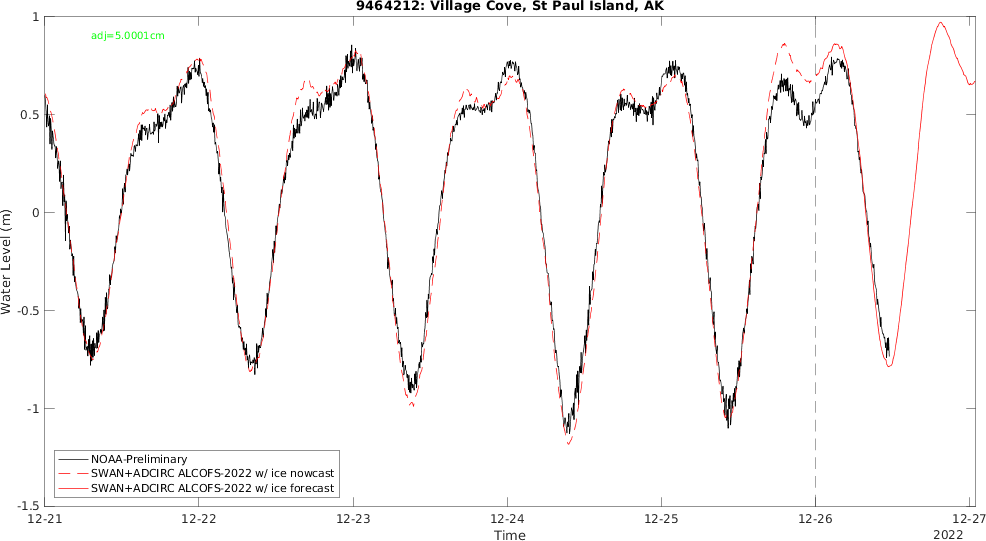 9464212: Village Cove, St Paul Island, AK
adj=5.0001cm
1
0.5
0
-0.5
-1
-1.5
Water Level (m)
NOAA-Preliminary
SWAN+ADCIRC ALCOFS-2022 w/ ice nowcast
SWAN+ADCIRC ALCOFS-2022 w/ ice forecast
12-21 12-22 12-23 12-24 12-25 12-26 12-27
Time
2022